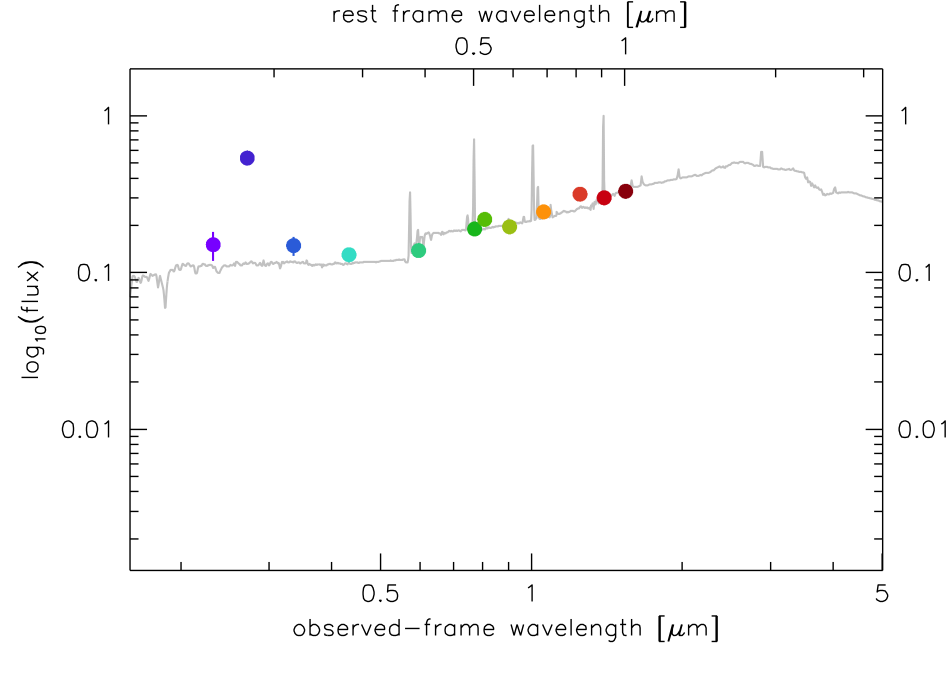 rest frame wavelength [μm]
0.5 1
1 1
0.1 0.1
0.01 0.01
log10(flux)
0.5 1 5
observed-frame wavelength [μm]